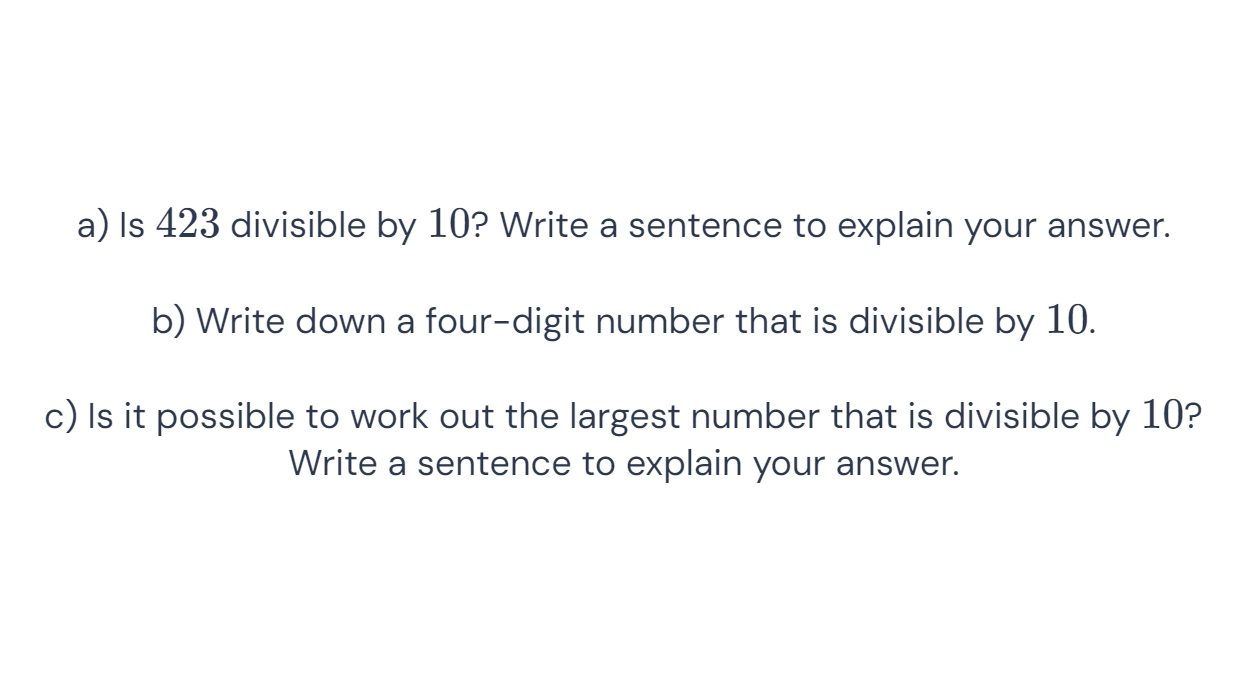 a) Is 423 divisible by 10? Write a sentence to explain your answer.
b) Write down a four-digit number that is divisible by 10.
c) Is it possible to work out the largest number that is divisible by 10?
Write a sentence to explain your answer.